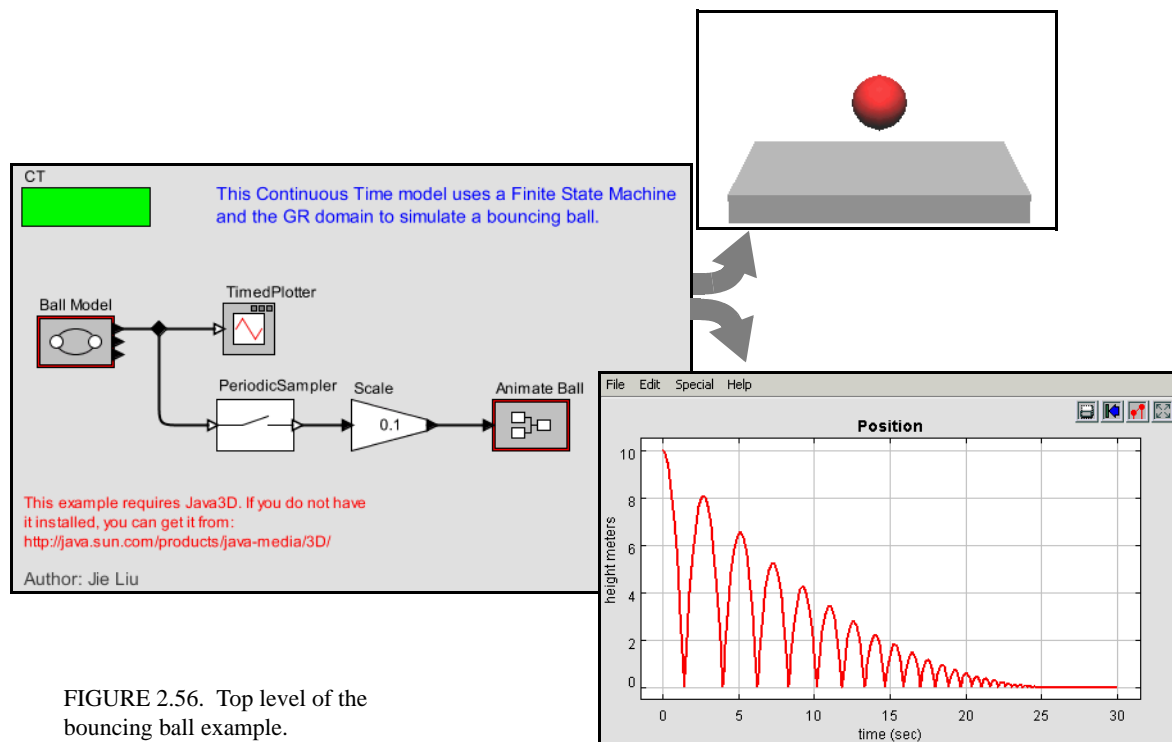 CT
This Continuous Time model uses a Finite State Machine
and the GR domain to simulate a bouncing ball.
Ball Model
TimedPlotter
PeriodicSampler
Scale
0.1
Animate Ball
This example requires Java3D. If you do not have
it installed, you can get it from:
http://java.sun.com/products/java-media/3D/
Author: Jie Liu
File Edit Special Help
Position
height meters
10
8
6
4
2
0
0 5 10 15 20 25 30
time (sec)
FIGURE 2.56. Top level of the
bouncing ball example.